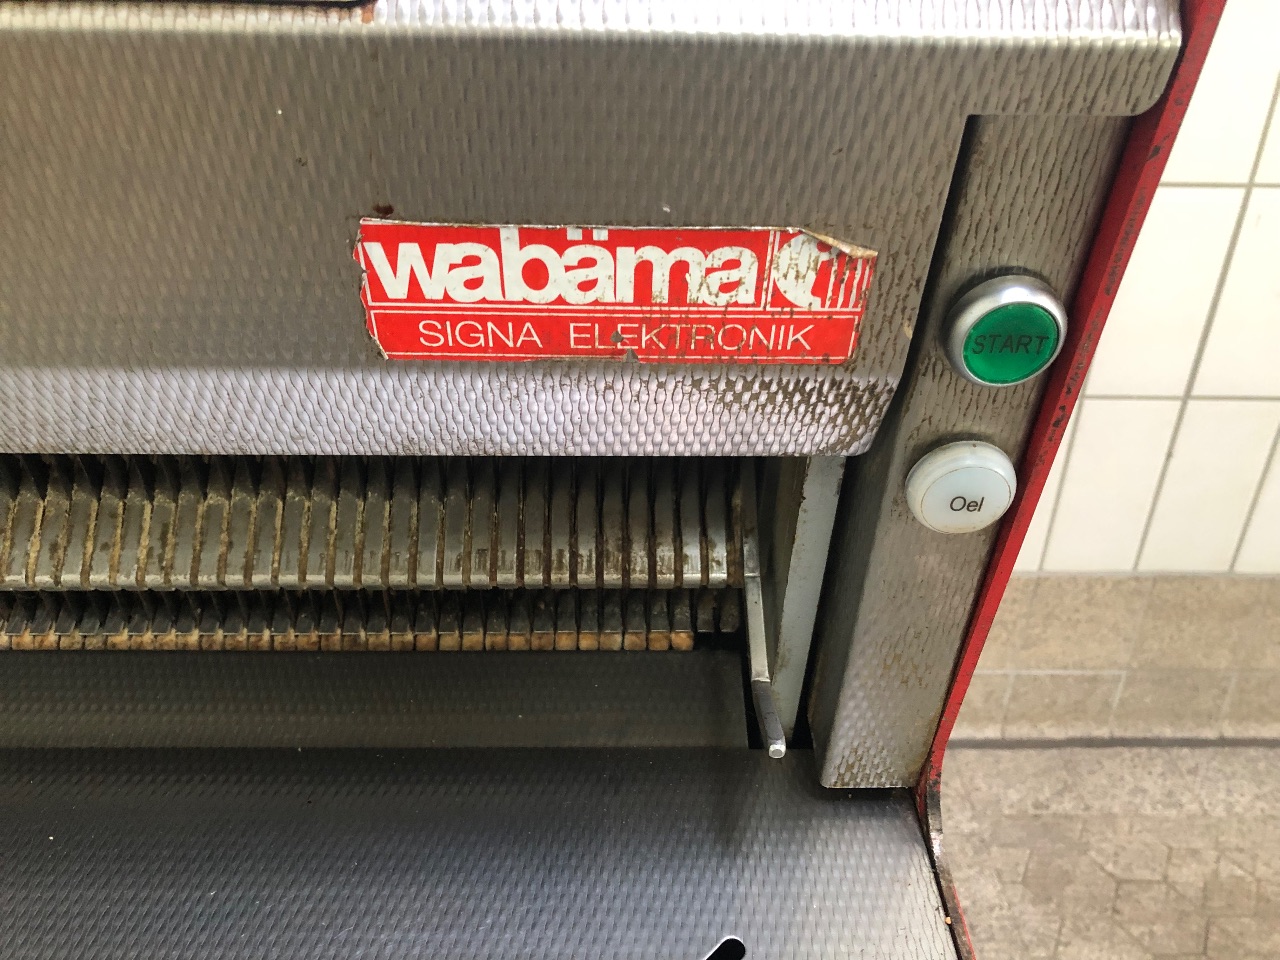 wabäma
SIGNA ELEKTRONIK
START
Oel